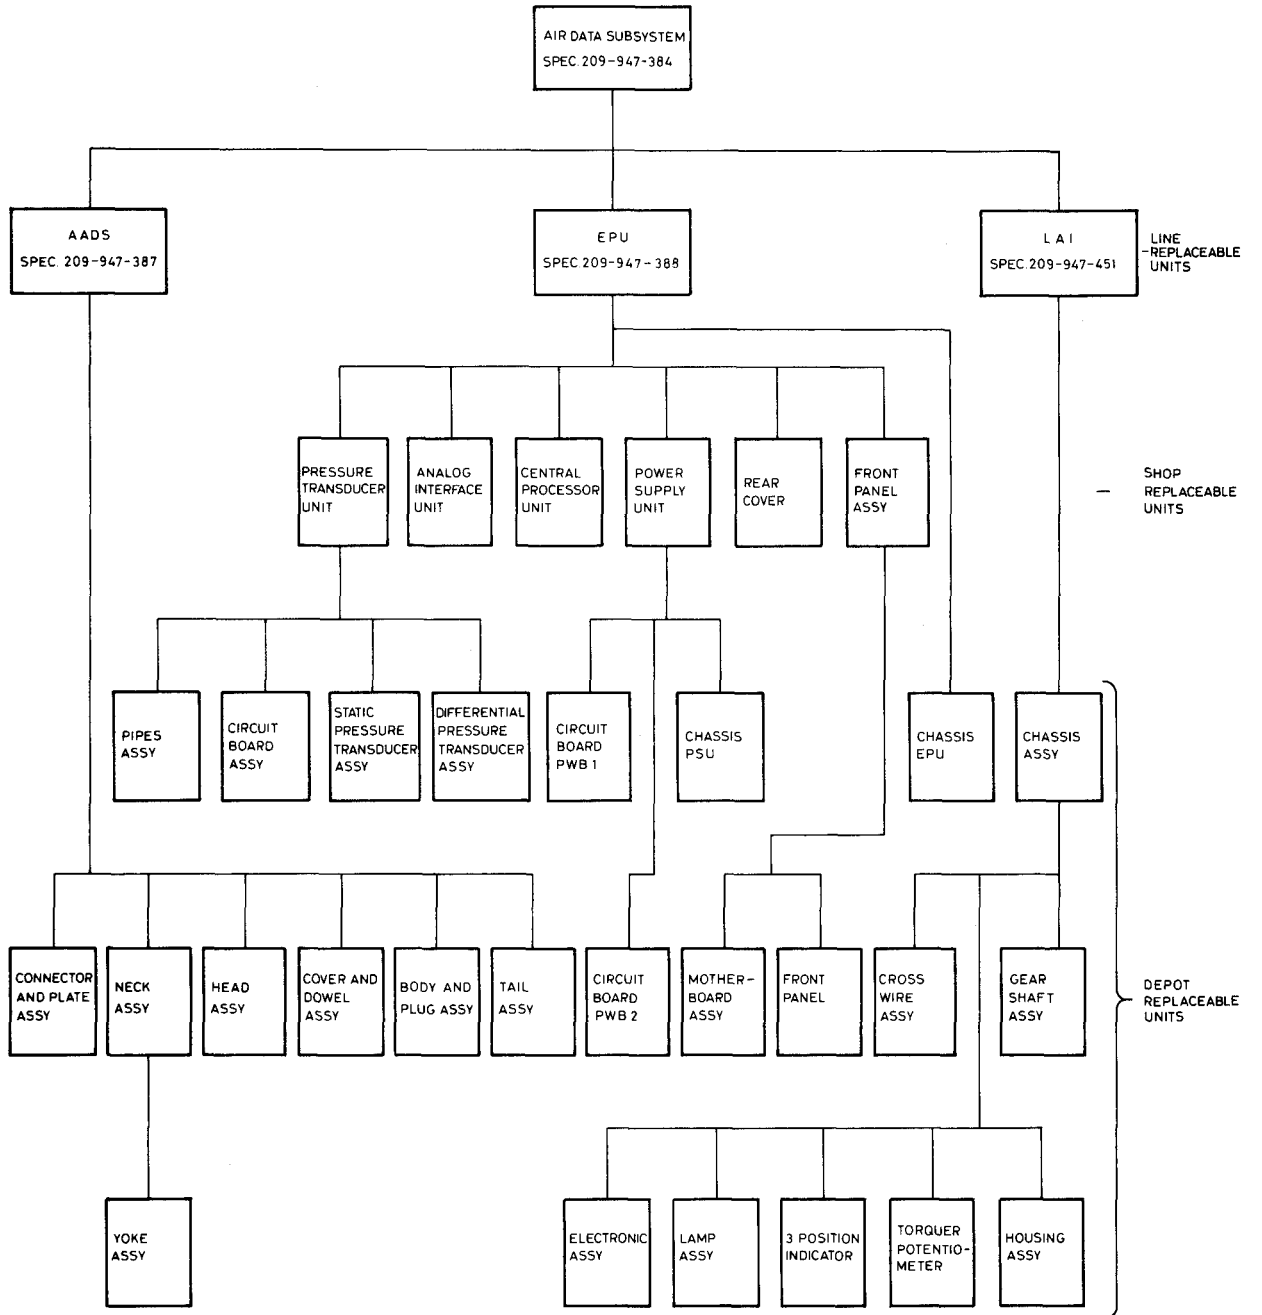 AIR DATA SUBSYSTEM
SPEC. 209-947-384
AADS
SPEC. 209-947-387
EPU
SPEC. 209-947-388
LAI
SPEC. 209-947-451
LINE
REPLACEABLE
UNITS
PRESSURE
TRANSDUCER
UNIT
ANALOG
INTERFACE
UNIT
CENTRAL
PROCESSOR
UNIT
POWER
SUPPLY
UNIT
REAR
COVER
FRONT
PANEL
ASSY
SHOP
REPLACEABLE
UNITS
PIPES
ASSY
CIRCUIT
BOARD
ASSY
STATIC
PRESSURE
TRANSDUCER
ASSY
DIFFERENTIAL
PRESSURE
TRANSDUCER
ASSY
CIRCUIT
BOARD
PWB 1
CHASSIS
PSU
CHASSIS
EPU
CHASSIS
ASSY
CONNECTOR
AND PLATE
ASSY
NECK
ASSY
HEAD
ASSY
COVER AND
DOWEL
ASSY
BODY AND
PLUG ASSY
TAIL
ASSY
CIRCUIT
BOARD
PWB 2
MOTHER-
BOARD
ASSY
FRONT
PANEL
CROSS
WIRE
ASSY
GEAR
SHAFT
ASSY
DEPOT
REPLACEABLE
UNITS
YOKE
ASSY
ELECTRONIC
ASSY
LAMP
ASSY
3 POSITION
INDICATOR
TORQUER
POTENTIO-
METER
HOUSING
ASSY